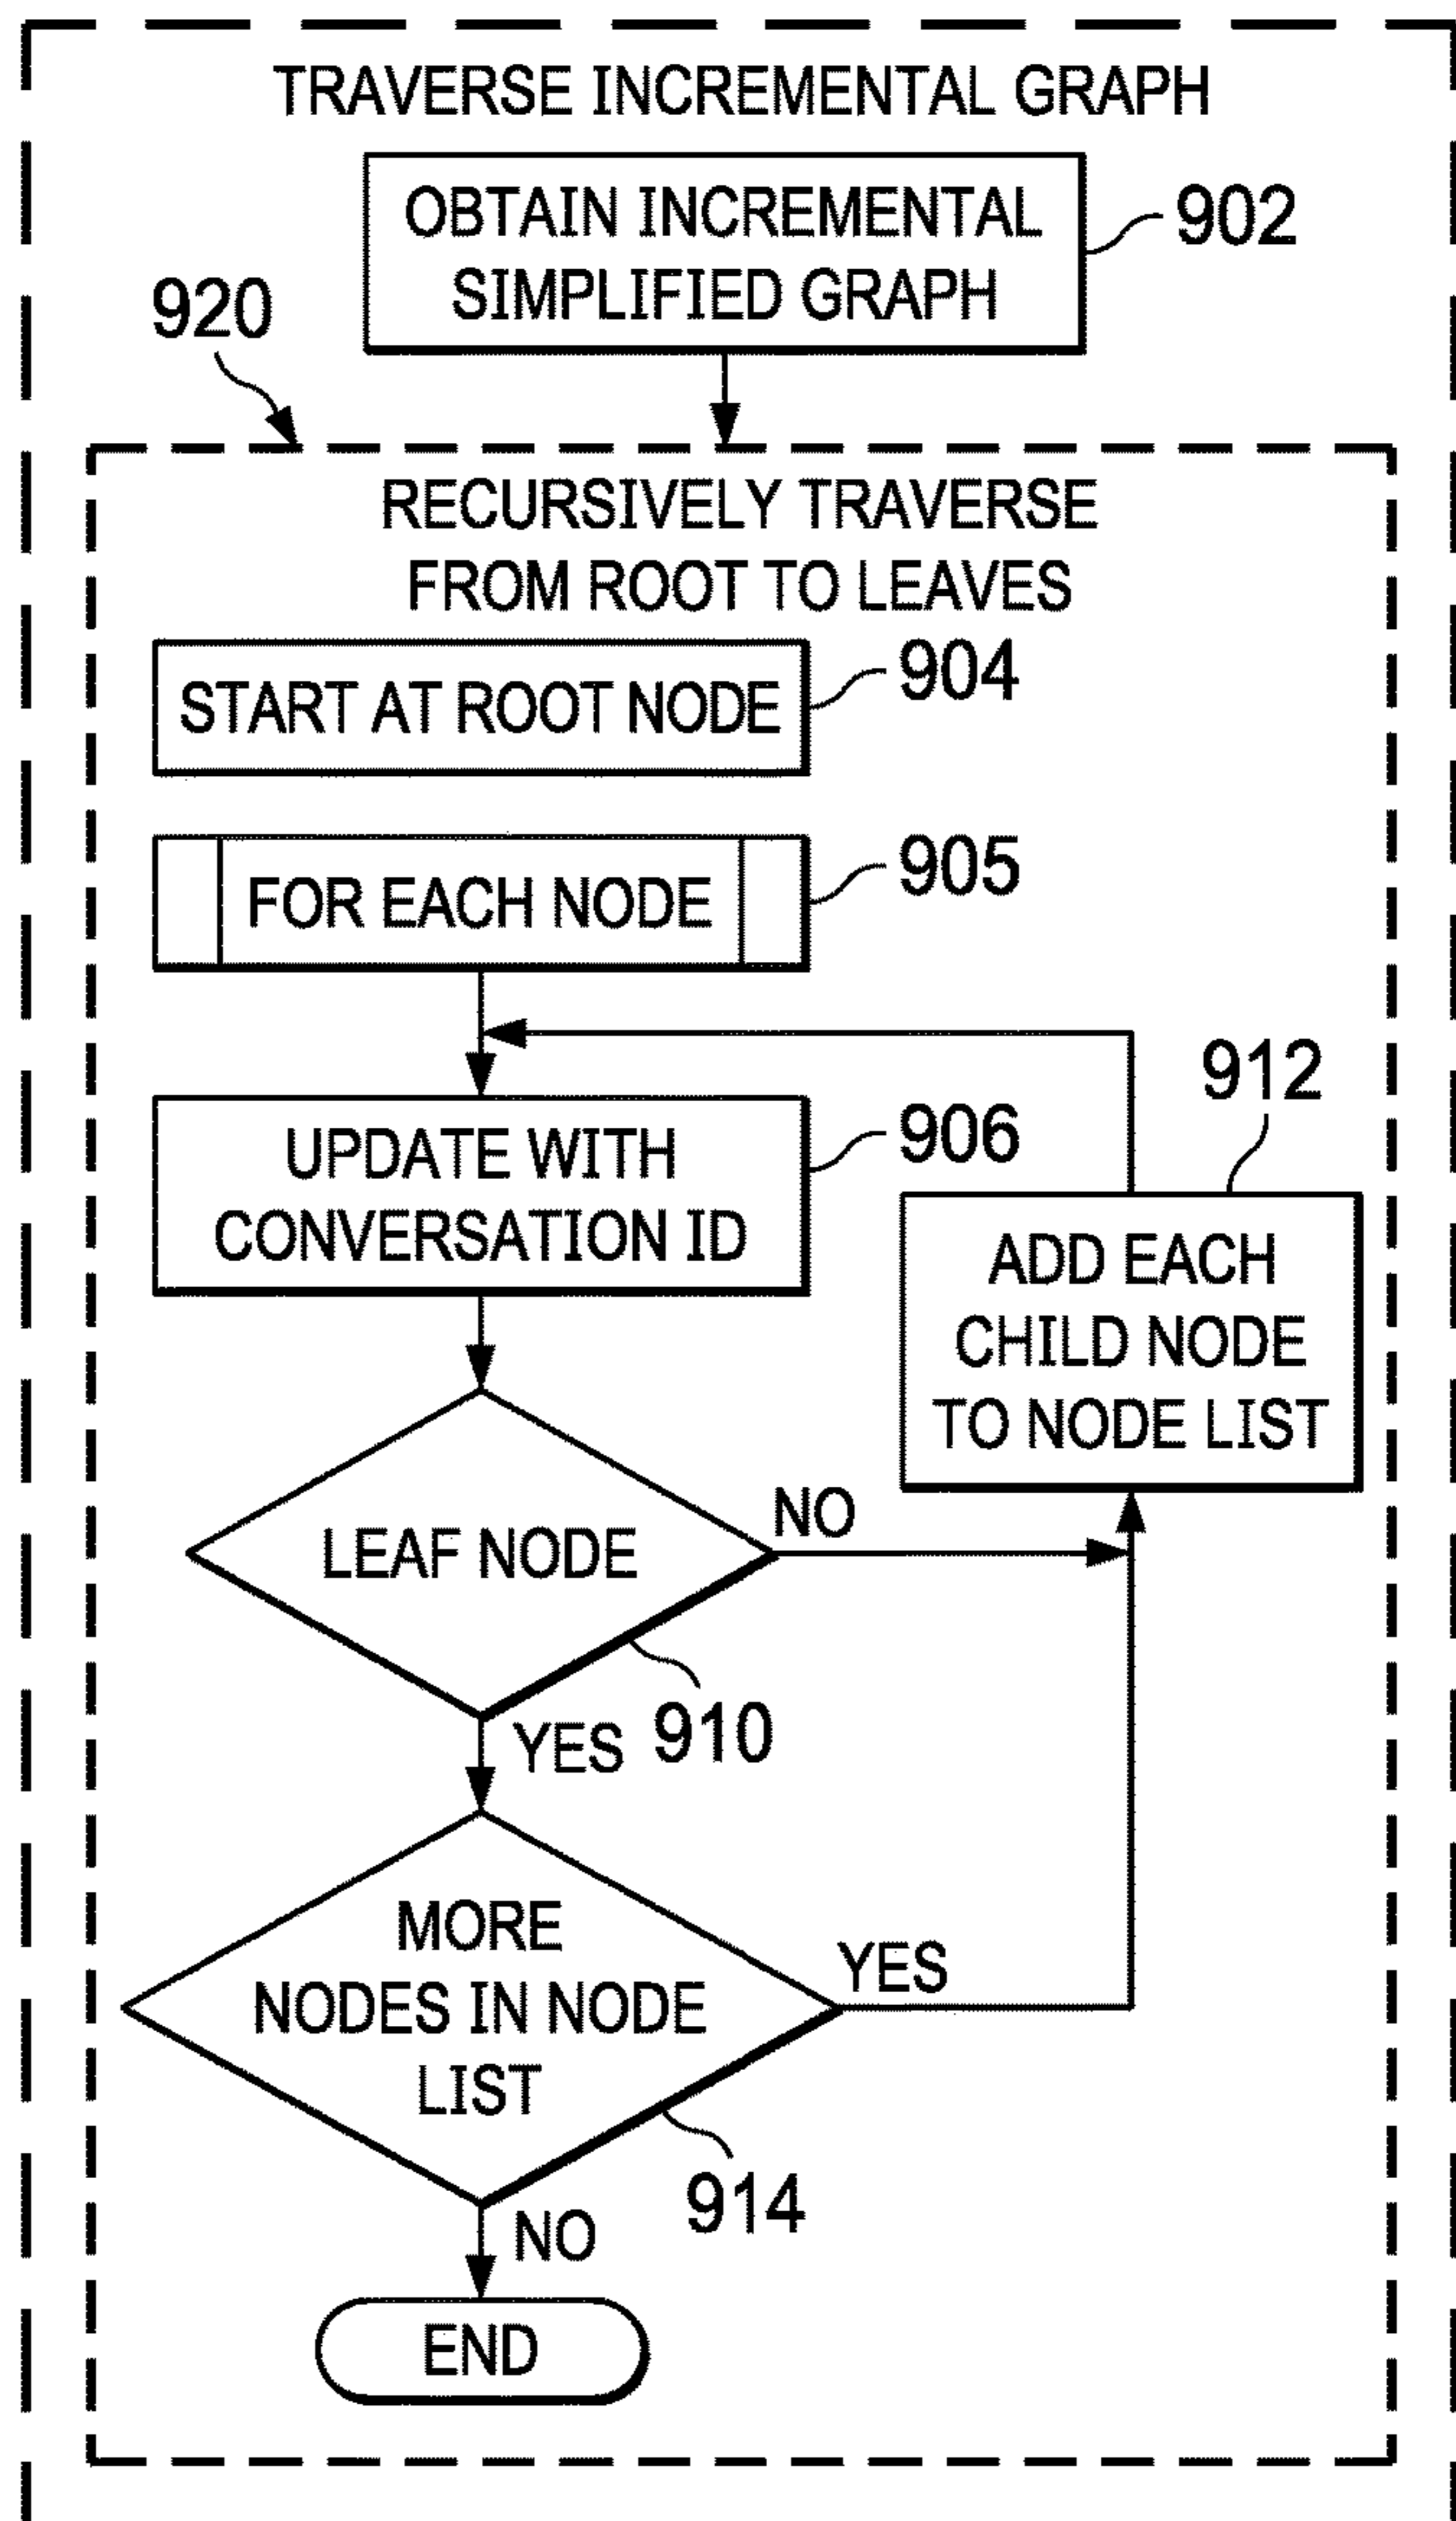 TRAVERSE INCREMENTAL GRAPH
OBTAIN INCREMENTAL
SIMPLIFIED GRAPH
902
920
RECURSIVELY TRAVERSE
FROM ROOT TO LEAVES
START AT ROOT NODE
904
FOR EACH NODE
905
UPDATE WITH
CONVERSATION ID
906
912
ADD EACH
CHILD NODE
TO NODE LIST
LEAF NODE
NO
YES
910
MORE
NODES IN NODE
LIST
YES
914
NO
END